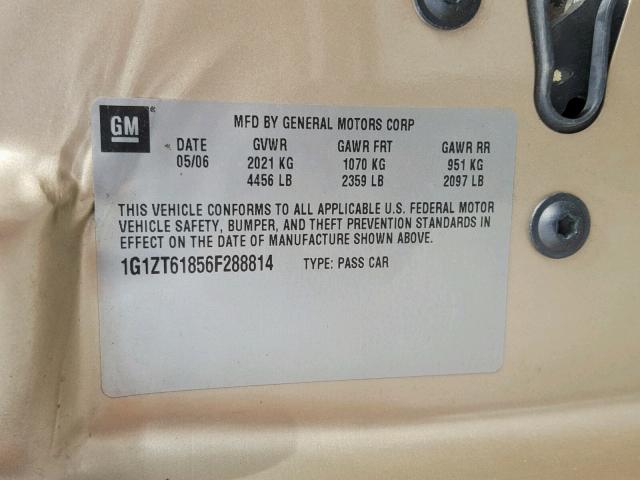 GM ®
MFD BY GENERAL MOTORS CORP
DATE GVWR GAWR FRT GAWR RR
05/06 2021 KG 1070 KG 951 KG
4456 LB 2359 LB 2097 LB
THIS VEHICLE CONFORMS TO ALL APPLICABLE U.S. FEDERAL MOTOR
VEHICLE SAFETY, BUMPER, AND THEFT PREVENTION STANDARDS IN
EFFECT ON THE DATE OF MANUFACTURE SHOWN ABOVE.
1G1ZT61856F288814 TYPE: PASS CAR